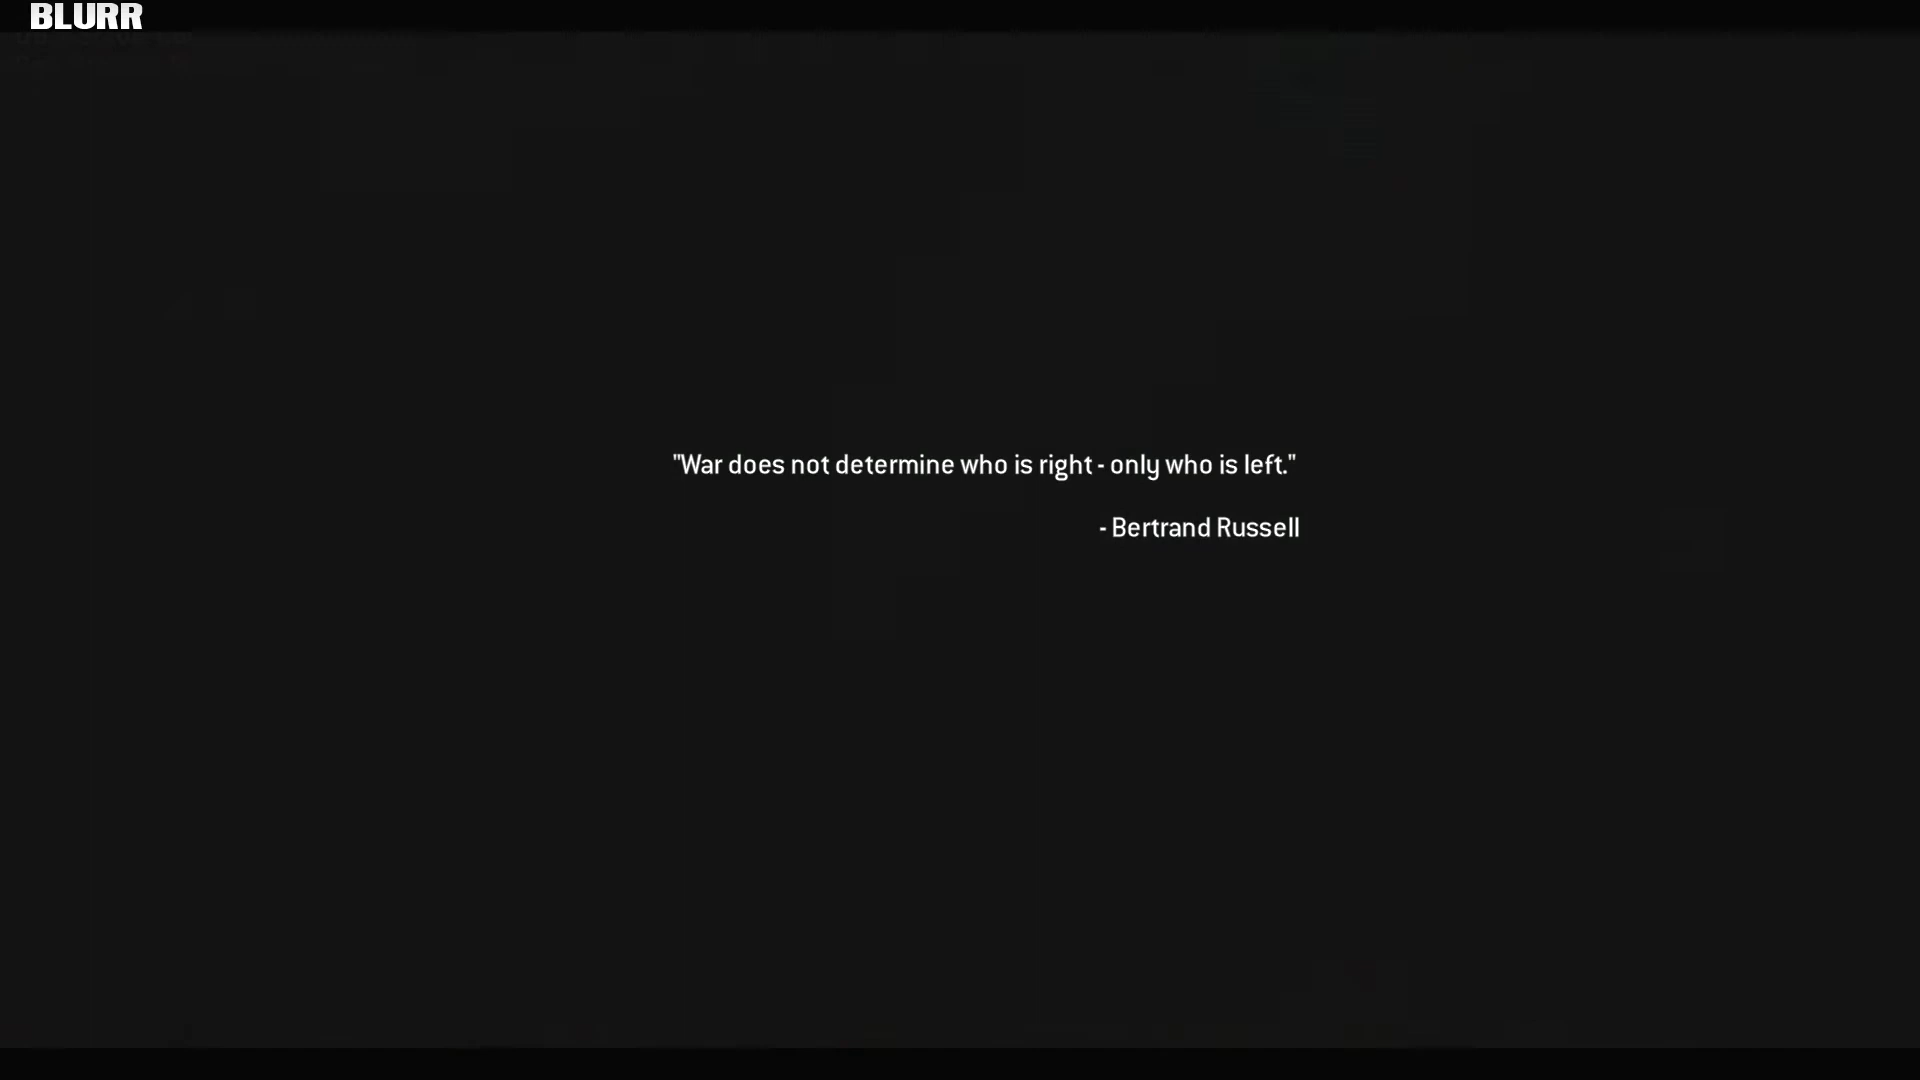 BLURR
"War does not determine who is right - only who is left."
- Bertrand Russell